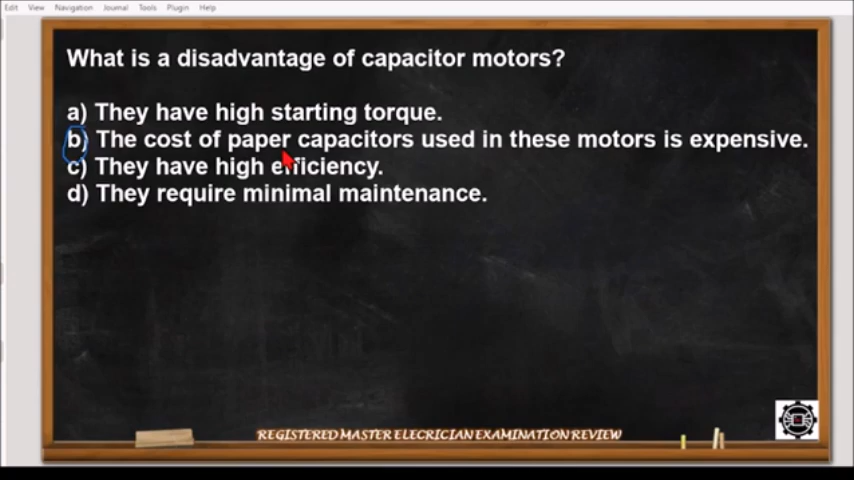 Edit View Navigation Journal Tools Plugin Help
What is a disadvantage of capacitor motors?
a) They have high starting torque.
b) The cost of paper capacitors used in these motors is expensive.
c) They have high efficiency.
d) They require minimal maintenance.
REGISTERED MASTER ELECRICIAN EXAMINATION REVIEW